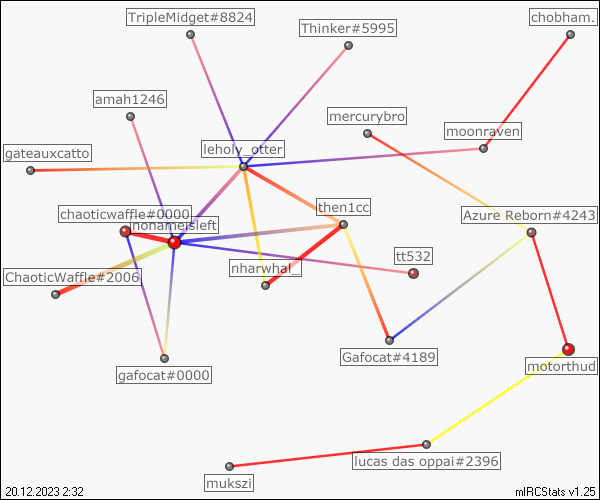 TripleMidget#8824
chobham.
Thinker#5995
amah1246
mercurybro
moonraven
leholy_otter
gateauxcatto
then1cc
chaoticwaffle#0000
Azure Reborn#4243
nonamersleft
tt532
nharwhal_
ChaoticWaffle#2006
Gafocat#4189
motorthud
gafocat#0000
lucas das oppai#2396
mukszi
20.12.2023 2:32
mIRCStats v1.25